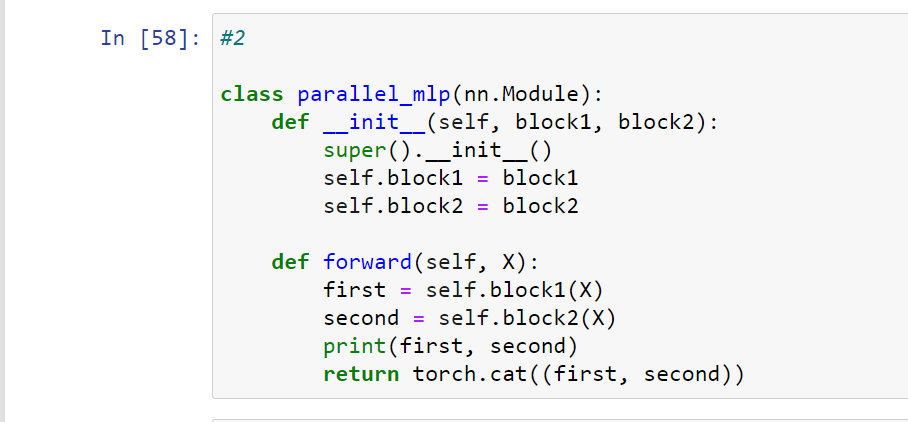 In [58]: #2
class parallel_mlp(nn.Module):
    def __init__(self, block1, block2):
        super().__init__()
        self.block1 = block1
        self.block2 = block2
    def forward(self, X):
        first = self.block1(X)
        second = self.block2(X)
        print(first, second)
        return torch.cat((first, second))